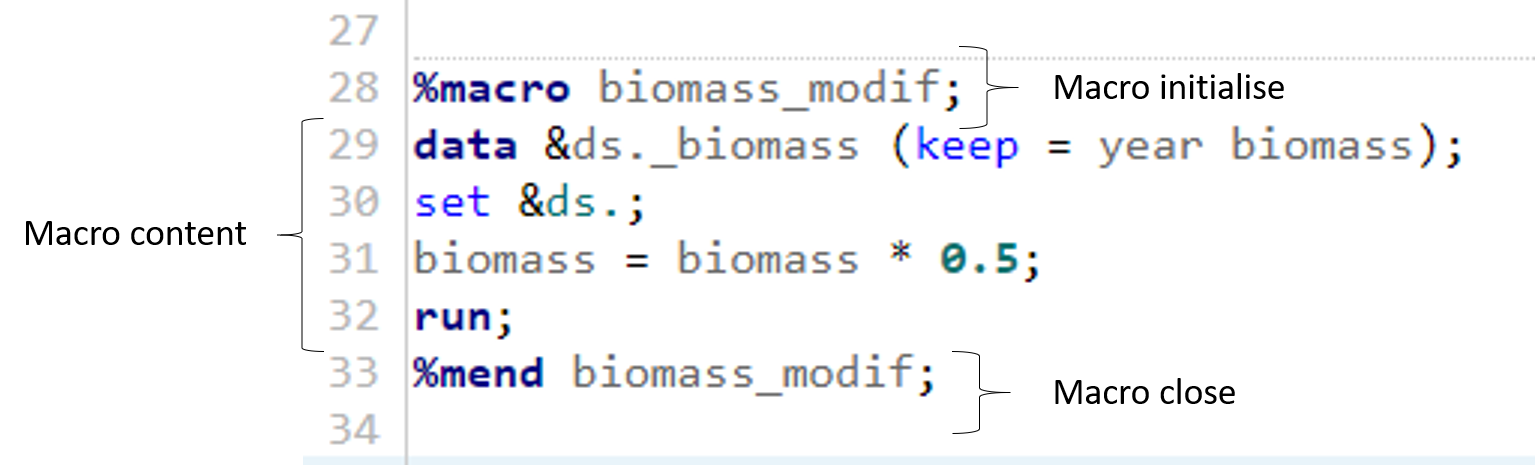 27
28 %macro biomass_modif; Macro initialise
29 data &ds._biomass (keep = year biomass);
30 set &ds.;
Macro content
31 biomass = biomass * 0.5;
32 run;
33 %mend biomass_modif; Macro close
34